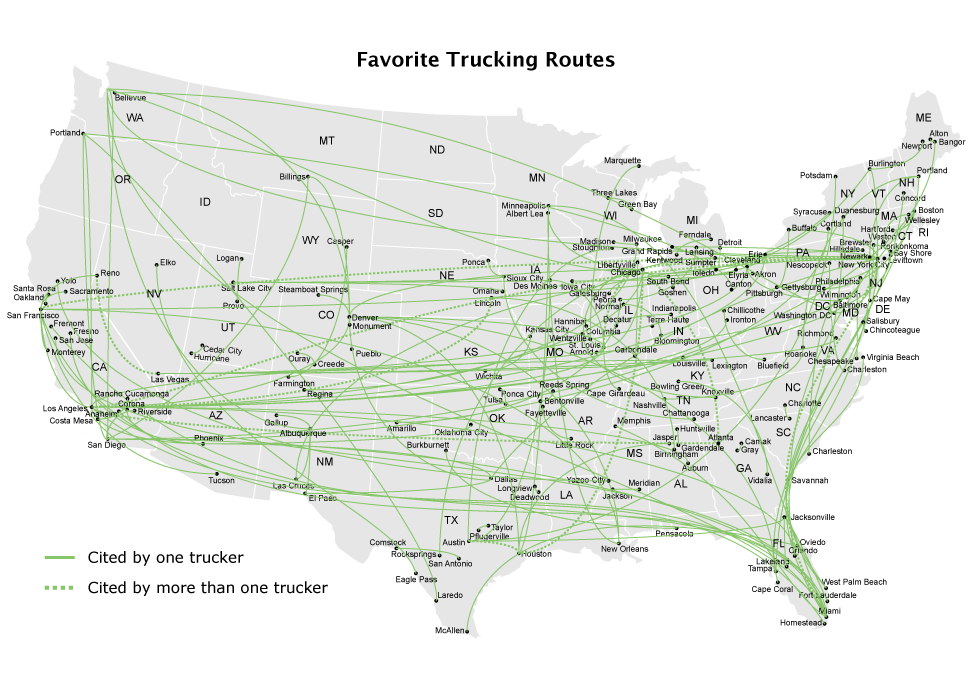 Favorite Trucking Routes
Bellevue
WA
Portland
MT
ND
ME
Alton
Newport
Bangor
Marquette
Burlington
Billings
OR
MN
Potsdam
Portland
NH
ID
Three Lakes
NY
VT
Concord
SD
Minneapolis
Albert Lea
Green Bay
WI
MI
Syracuse
Duanesburg
MA
Boston
Wellesley
Cortland
Buffalo
Hartford
RI
WY
Casper
Madison
Stoughton
Milwaukee
Ferndale
Detroit
Weston
CT
Brewster
Ronkonkoma
Hillsdale
Bay Shore
Grand Rapids
Lansing
Erie
PA
Newark
Levittown
Logan
Elko
Ponca
Libertyville
Kentwood
Sumpter
Cleveland
Nescopeck
New York City
Reno
NE
IA
Chicago
Toledo
Elyria
Akron
Yolo
Sioux City
Des Moines
Iowa City
South Bend
Canton
Philadelphia
NJ
Santa Rosa
Sacramento
NV
Salt Lake City
Steamboat Springs
Omaha
Galesburg
Goshen
OH
Pittsburgh
Gettysburg
Wilmington
Oakland
Provo
Lincoln
Peoria
Normal
Cape May
San Francisco
CO
Denver
Monument
IL
Indianapolis
Terre Haute
Chillicothe
Ironton
DC
Baltimore
MD
DE
Washington DC
Salisbury
Fremont
Fresno
UT
Hannibal
Decatur
Kansas City
Columbia
IN
Bloomington
WV
Richmond
Chincoteague
San Jose
Wentzville
St. Louis
Monterey
Cedar City
Hurricane
Ouray
Pueblo
KS
MO
Arnold
Carbondale
Roanoke
VA
CA
Creede
Louisville
Lexington
Bluefield
Chesapeake
Virginia Beach
Charleston
Las Vegas
Farmington
Wichita
KY
Regina
Ponca City
Reeds Spring
Bowling Green
Rancho Cucamonga
Tulsa
Bentonville
Cape Girardeau
Knoxville
NC
Corona
Los Angeles
Anaheim
Riverside
Fayetteville
Nashville
TN
Charlotte
Costa Mesa
AZ
Gallup
OK
AR
Chattanooga
Lancaster
Amarillo
Oklahoma City
Memphis
Huntsville
SC
San Diego
Phoenix
Albuquerque
Burkburnett
Little Rock
Jasper
Atlanta
Gardendale
Camak
Gray
MS
Birmingham
Charleston
NM
Auburn
GA
Tucson
Las Cruces
Dallas
Yazoo City
Meridian
AL
Vidalia
Savannah
El Paso
Longview
Deadwood
LA
Jackson
TX
Jacksonville
Taylor
Pflugerville
Pensacola
Comstock
Austin
Houston
New Orleans
FL
Oviedo
Orlando
Rocksprings
San Antonio
Lakeland
Tampa
Cited by one trucker
Eagle Pass
West Palm Beach
Cape Coral
Fort Lauderdale
Cited by more than one trucker
Laredo
Miami
McAllen
Homestead